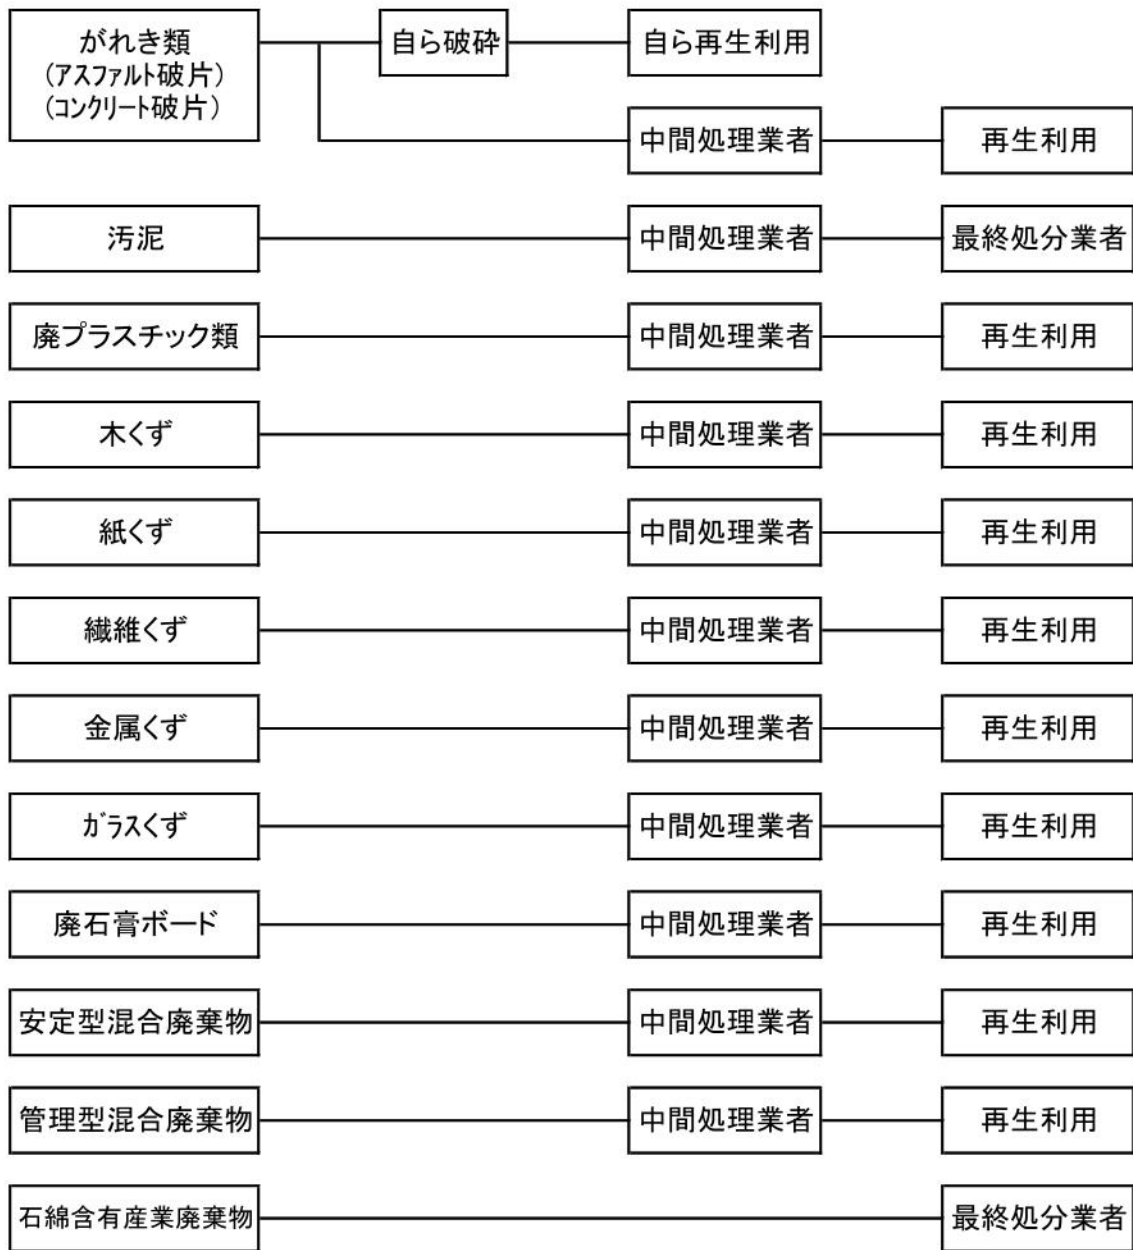 がれき類
(アスファルト破片)
(コンクリート破片)
自ら破砕
自ら再生利用
中間処理業者
再生利用
汚泥
中間処理業者
最終処分業者
廃プラスチック類
中間処理業者
再生利用
木くず
中間処理業者
再生利用
紙くず
中間処理業者
再生利用
繊維くず
中間処理業者
再生利用
金属くず
中間処理業者
再生利用
ガラスくず
中間処理業者
再生利用
廃石膏ボード
中間処理業者
再生利用
安定型混合廃棄物
中間処理業者
再生利用
管理型混合廃棄物
中間処理業者
再生利用
石綿含有産業廃棄物
最終処分業者